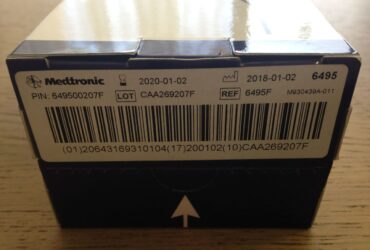 Medtronic 2020-01-02 2018-01-02 6495
PIN: 649500207F LOT CAA269207F REF 6495F M930439A-011
(01)20643169310104(17)200102(10)CAA269207F